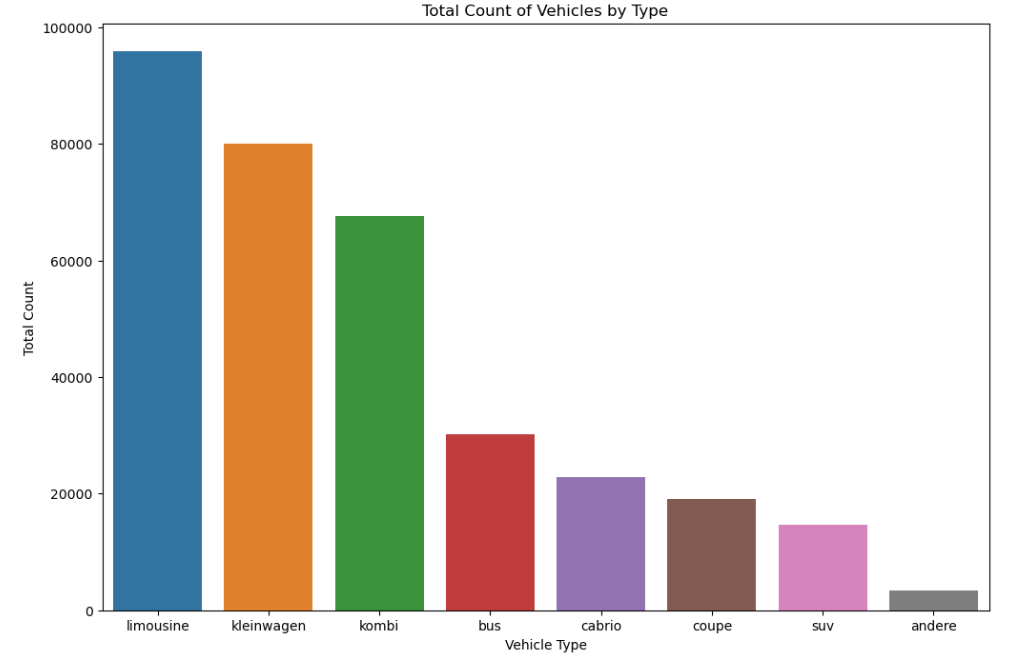 Total Count of Vehicles by Type
100000
80000
60000
40000
20000
0
Total Count
limousine kleinwagen kombi bus cabrio coupe suv andere
Vehicle Type